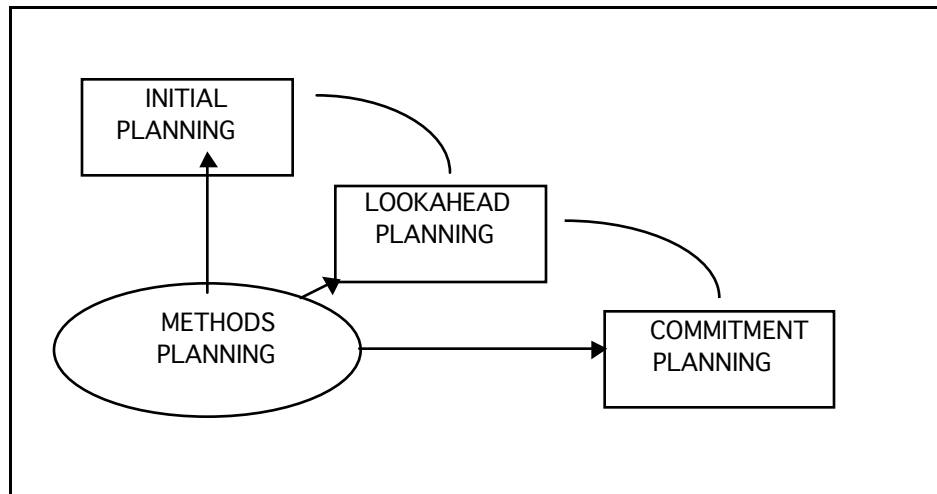 INITIAL
PLANNING
LOOKAHEAD
PLANNING
METHODS
PLANNING
COMMITMENT
PLANNING